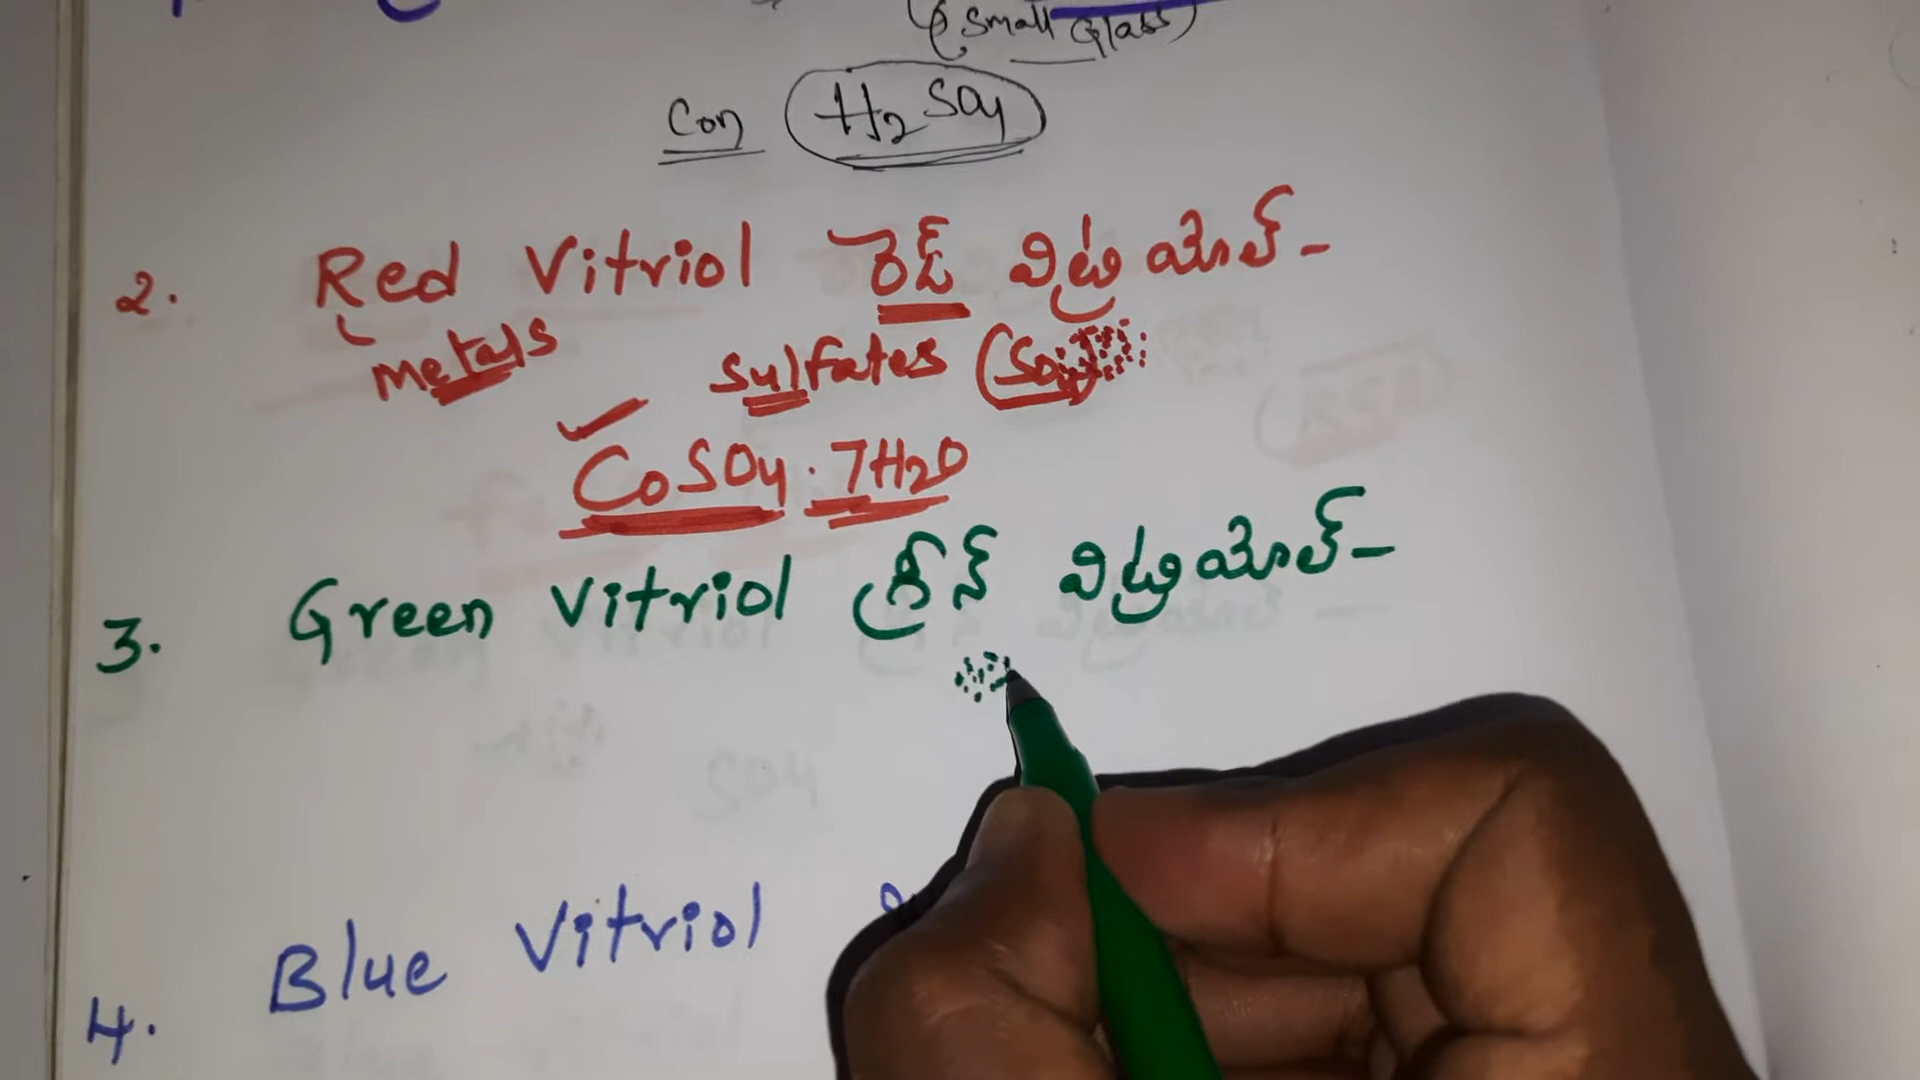 (Small Glass)
Con H2SO4
2. Red Vitriol రెడ్ విట్రియోల్-
Metals Sulfates (SO4)
CoSO4.7H2O
3. Green Vitriol గ్రీన్ విట్రియోల్-
4. Blue Vitriol